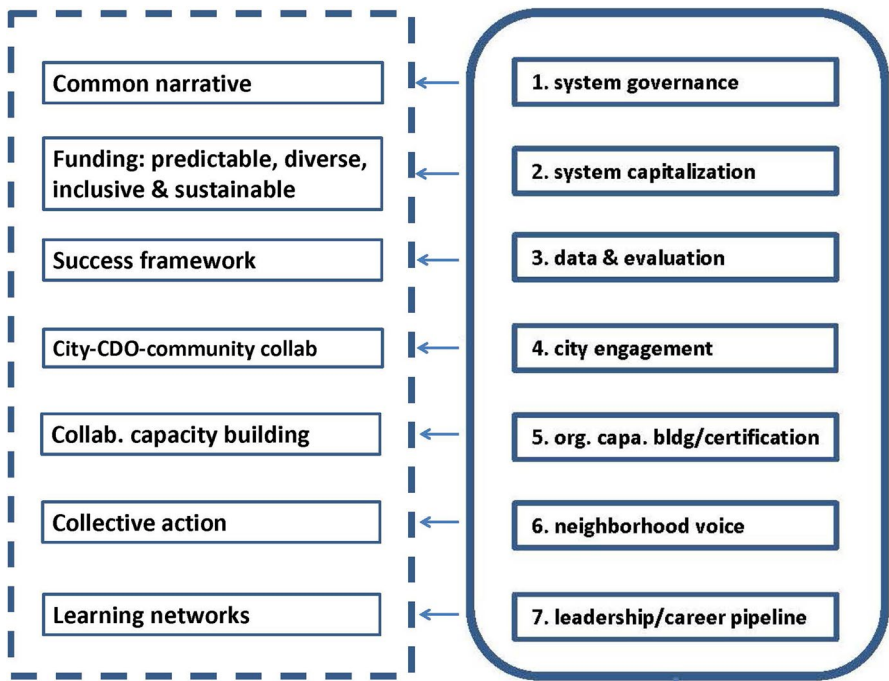 Common narrative
1. system governance
Funding: predictable, diverse,
inclusive & sustainable
2. system capitalization
Success framework
3. data & evaluation
City-CDO-community collab
4. city engagement
Collab. capacity building
5. org. capa. bldg/certification
Collective action
6. neighborhood voice
Learning networks
7. leadership/career pipeline